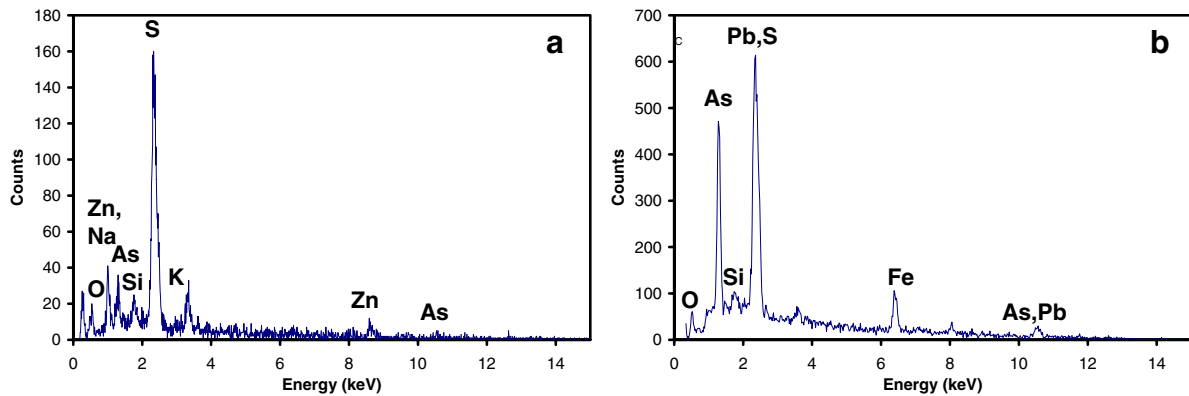 180
160
140
120
100
80
60
40
20
0
Counts
S
a
Zn,
Na
As
O
Si
K
Zn
As
0 2 4 6 8 10 12 14
Energy (keV)
700
600
500
400
300
200
100
0
Counts
C
Pb,S
b
As
Si
O
Fe
As,Pb
0 2 4 6 8 10 12 14
Energy (keV)